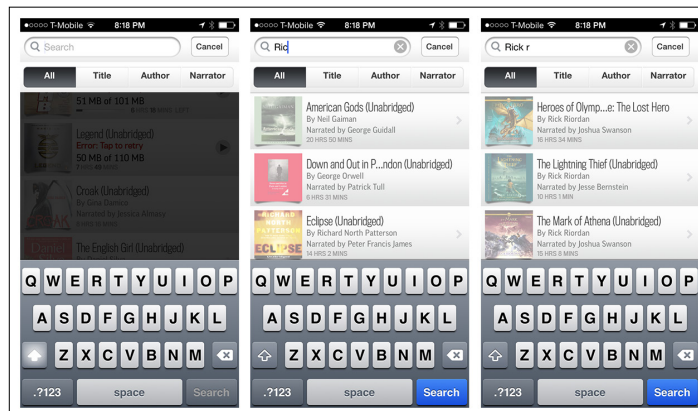 T-Mobile 8:18 PM
Search Cancel
All Title Author Narrator
51 MB of 101 MB
Legend (Unabridged)
Error: Tap to retry
50 MB of 110 MB
Croak (Unabridged)
By Gina Damico
Narrated by Jessica Almasy
The English Girl (Unabridged)
Q W E R T Y U I O P
A S D F G H J K L
Z X C V B N M
.?123 space Search
T-Mobile 8:18 PM
Ric Cancel
All Title Author Narrator
American Gods (Unabridged)
By Neil Gaiman
Narrated by George Guidall
20 HRS 50 MINS
Down and Out in P...ndon (Unabridged)
By George Orwell
Narrated by Patrick Tull
6 HRS 31 MINS
RICHARD
NORTH
PATTERSON
ECLIPSE
Eclipse (Unabridged)
By Richard North Patterson
Narrated by Peter Francis James
14 HRS 2 MINS
Q W E R T Y U I O P
A S D F G H J K L
Z X C V B N M
.?123 space Search
T-Mobile 8:18 PM
Rick r Cancel
All Title Author Narrator
Heroes of Olymp...e: The Lost Hero
By Rick Riordan
Narrated by Joshua Swanson
16 HRS 34 MINS
The Lightning Thief (Unabridged)
By Rick Riordan
Narrated by Jesse Bernstein
10 HRS 1 MIN
The Mark of Athena (Unabridged)
By Rick Riordan
Narrated by Joshua Swanson
15 HRS 8 MINS
Q W E R T Y U I O P
A S D F G H J K L
Z X C V B N M
.?123 space Search